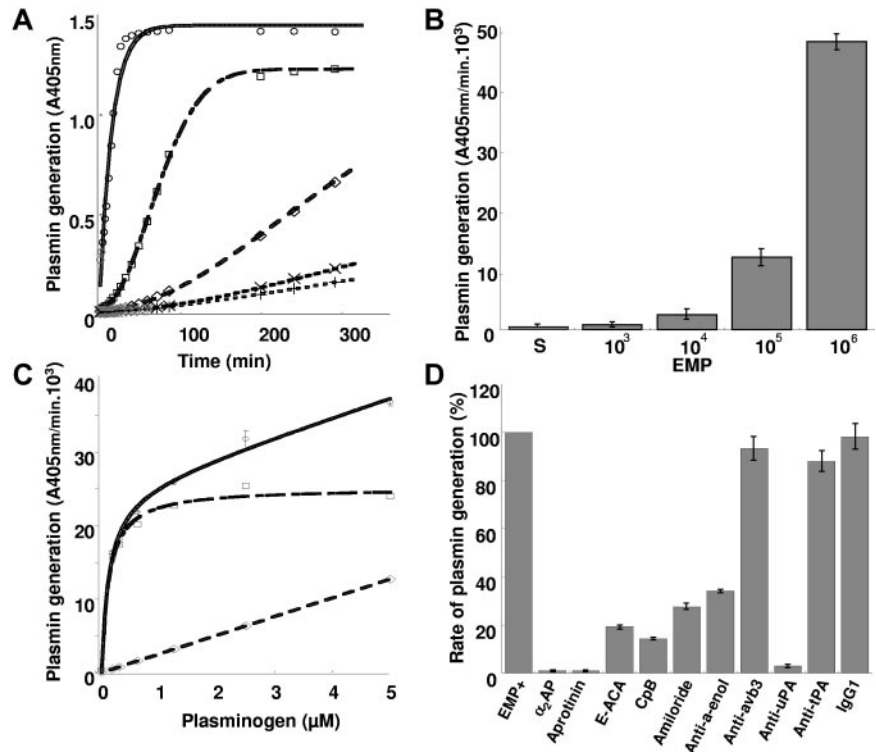 A
Plasmin generation (A405nm)
1.5
1.0
0.5
0
0
100
200
300
Time (min)
B
Plasmin generation (A405nm/min.10³)
50
40
30
20
10
0
S
10³
10⁴
10⁵
10⁶
EMP
C
Plasmin generation (A405nm/min.10³)
40
30
20
10
0
0
1
2
3
4
5
Plasminogen (µM)
D
Rate of plasmin generation (%)
120
100
80
60
40
20
0
EMP+
α₂AP
Aprotinin
E-ACA
CpB
Amiloride
Anti-a-enol
Anti-avb3
Anti-uPA
Anti-tPA
IgG1